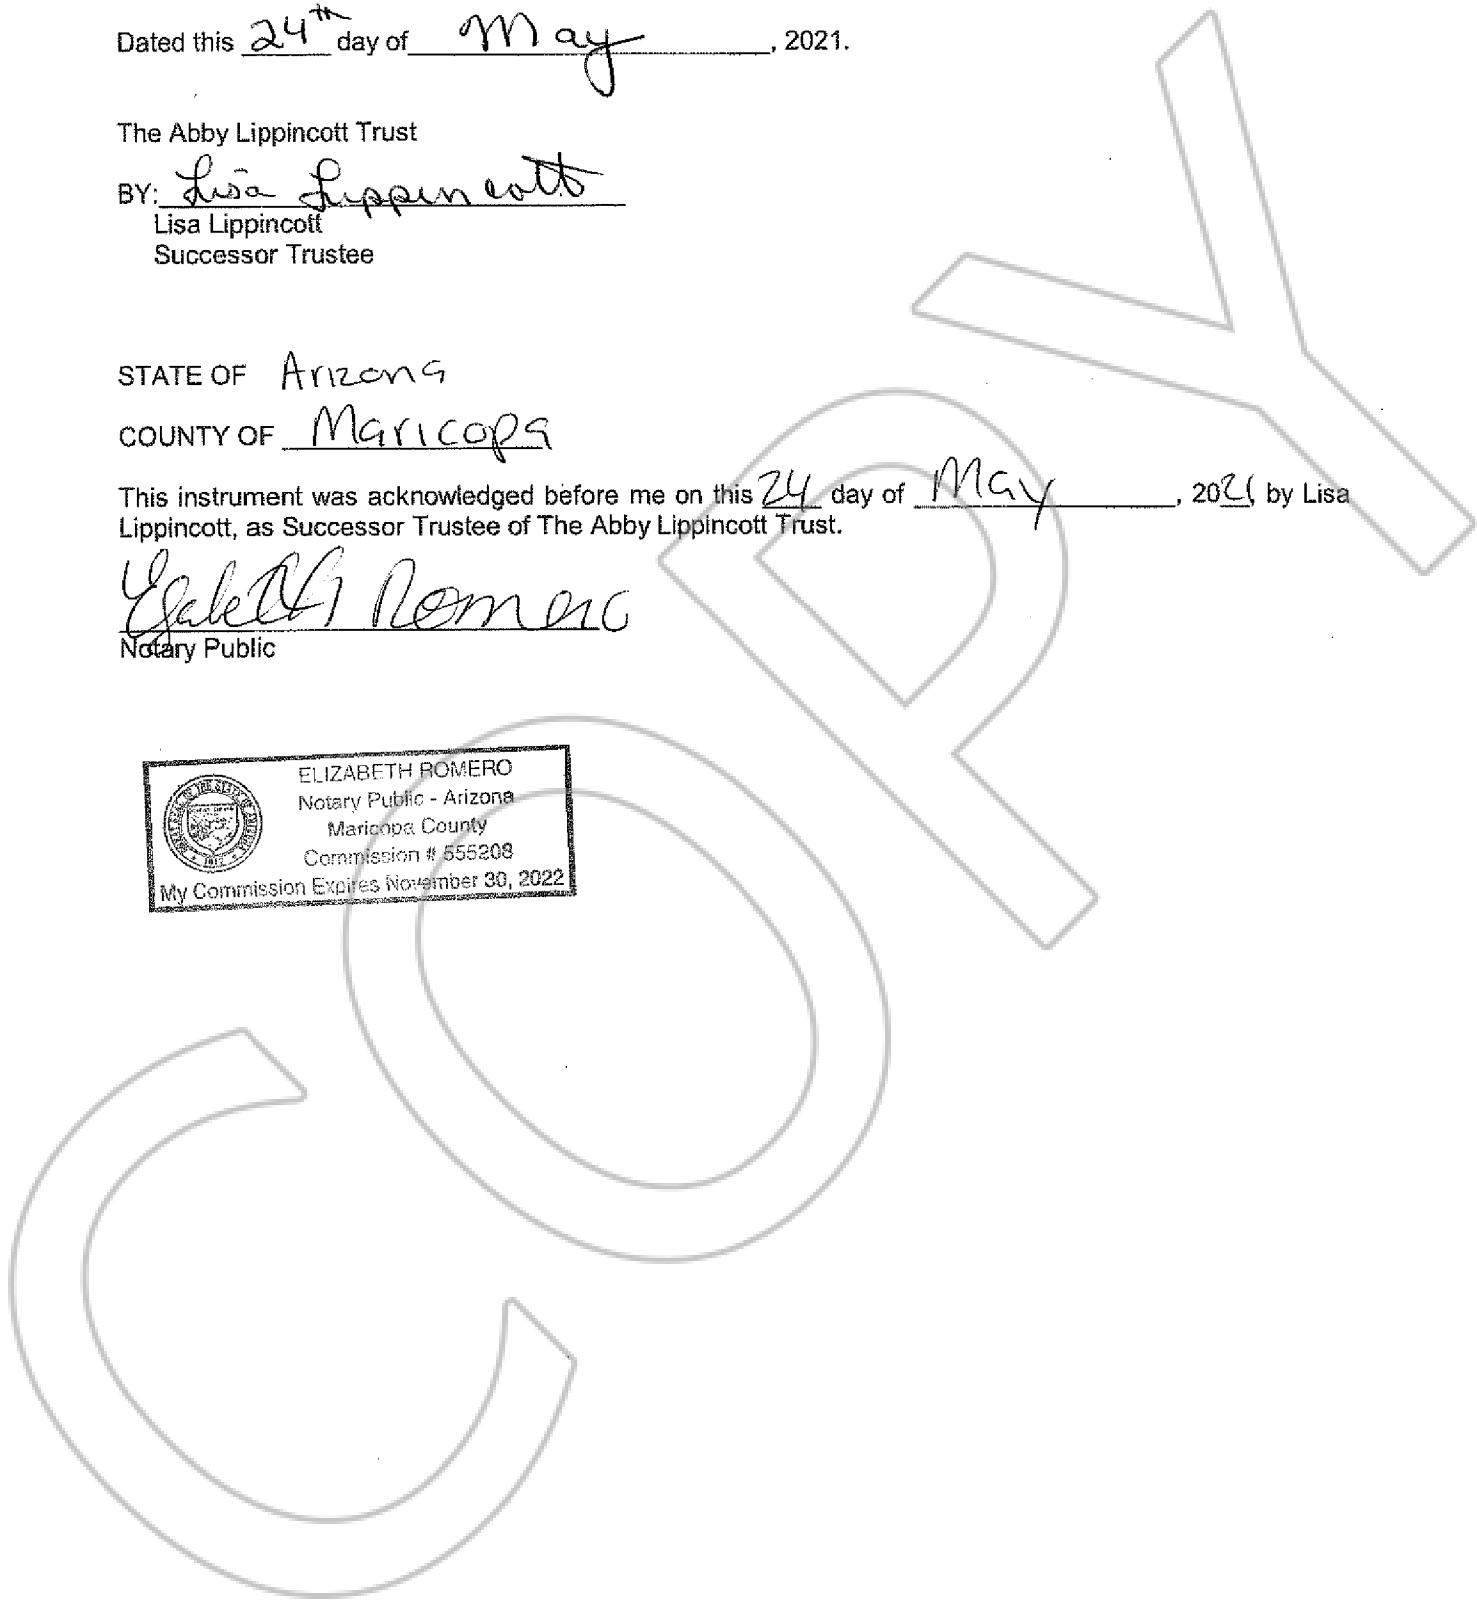 Dated this 24th day of May, 2021.
The Abby Lippincott Trust
BY: Lisa Lippincott
Lisa Lippincott
Successor Trustee
STATE OF Arizona
COUNTY OF Maricopa
This instrument was acknowledged before me on this 24 day of May, 2021 by Lisa
Lippincott, as Successor Trustee of The Abby Lippincott Trust.
Elizabeth Romero
Notary Public
ELIZABETH ROMERO
Notary Public - Arizona
Maricopa County
Commission # 555208
My Commission Expires November 30, 2022
1912
COPY